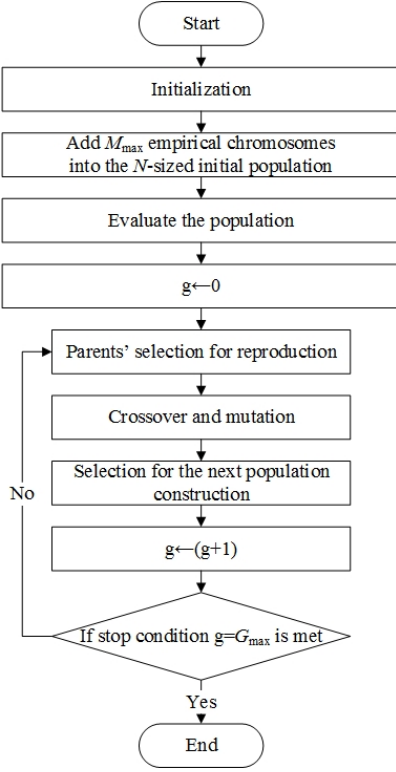 Start
Initialization
Add Mmax empirical chromosomes
into the N-sized initial population
Evaluate the population
g←0
Parents’ selection for reproduction
Crossover and mutation
Selection for the next population
construction
No
g←(g+1)
If stop condition g=Gmax is met
Yes
End